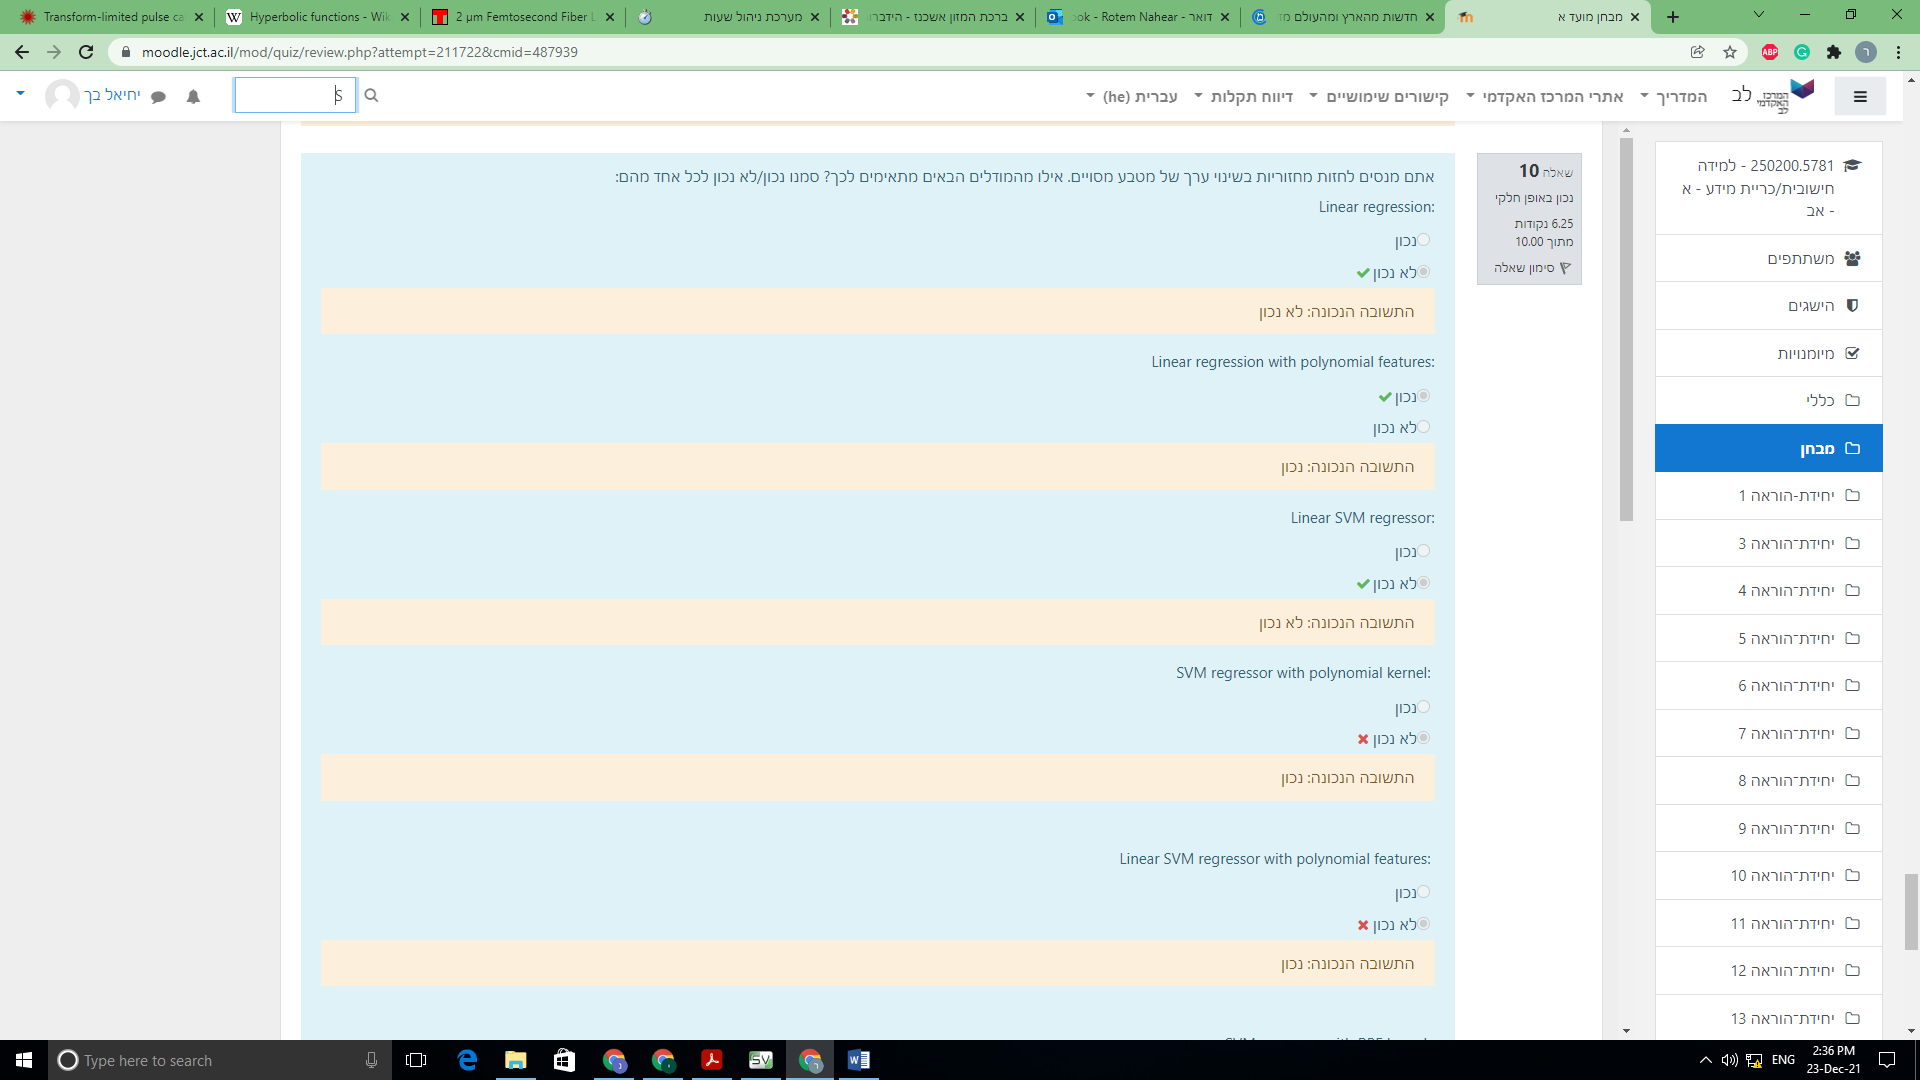 Transform-limited pulse ca
Hyperbolic functions - Wik
2 μm Femtosecond Fiber L
מערכת ניהול שעות
ברכת המזון אשכנז - הידברו
דואר - Rotem Nahear - ook
חדשות מהארץ ומהעולם מ
מבחן מועד א
moodle.jct.ac.il/mod/quiz/review.php?attempt=211722&cmid=487939
ABP
המרכז האקדמי לב
לב
המדריך
אתרי המרכז האקדמי
קישורים שימושיים
דיווח תקלות
עברית (he)
S
יחיאל בך
250200.5781 - למידה
חישובית/כריית מידע - א
- אב
משתתפים
הישגים
מיומנויות
כללי
מבחן
יחידת-הוראה 1
יחידת־הוראה 3
יחידת־הוראה 4
יחידת־הוראה 5
יחידת־הוראה 6
יחידת־הוראה 7
יחידת־הוראה 8
יחידת־הוראה 9
יחידת־הוראה 10
יחידת־הוראה 11
יחידת־הוראה 12
יחידת־הוראה 13
שאלה 10
נכון באופן חלקי
6.25 נקודות
מתוך 10.00
סימון שאלה
אתם מנסים לחזות מחזוריות בשינוי ערך של מטבע מסויים. אילו מהמודלים הבאים מתאימים לכך? סמנו נכון/לא נכון לכל אחד מהם:
Linear regression:
נכון
לא נכון
התשובה הנכונה: לא נכון
Linear regression with polynomial features:
נכון
לא נכון
התשובה הנכונה: נכון
Linear SVM regressor:
נכון
לא נכון
התשובה הנכונה: לא נכון
SVM regressor with polynomial kernel:
נכון
לא נכון
התשובה הנכונה: נכון
Linear SVM regressor with polynomial features:
נכון
לא נכון
התשובה הנכונה: נכון
Type here to search
ENG
2:36 PM
23-Dec-21